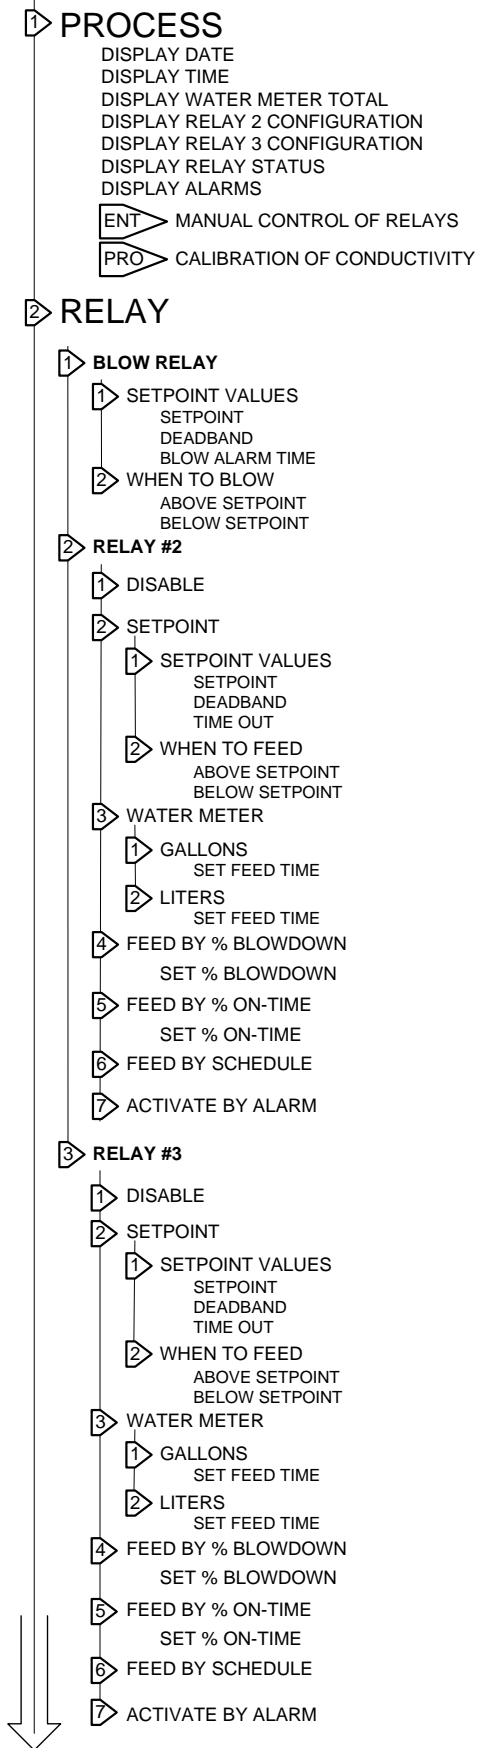 1 PROCESS
DISPLAY DATE
DISPLAY TIME
DISPLAY WATER METER TOTAL
DISPLAY RELAY 2 CONFIGURATION
DISPLAY RELAY 3 CONFIGURATION
DISPLAY RELAY STATUS
DISPLAY ALARMS
ENT MANUAL CONTROL OF RELAYS
PRO CALIBRATION OF CONDUCTIVITY
2 RELAY
1 BLOW RELAY
1 SETPOINT VALUES
SETPOINT
DEADBAND
BLOW ALARM TIME
2 WHEN TO BLOW
ABOVE SETPOINT
BELOW SETPOINT
2 RELAY #2
1 DISABLE
2 SETPOINT
1 SETPOINT VALUES
SETPOINT
DEADBAND
TIME OUT
2 WHEN TO FEED
ABOVE SETPOINT
BELOW SETPOINT
3 WATER METER
1 GALLONS
SET FEED TIME
2 LITERS
SET FEED TIME
4 FEED BY % BLOWDOWN
SET % BLOWDOWN
5 FEED BY % ON-TIME
SET % ON-TIME
6 FEED BY SCHEDULE
7 ACTIVATE BY ALARM
3 RELAY #3
1 DISABLE
2 SETPOINT
1 SETPOINT VALUES
SETPOINT
DEADBAND
TIME OUT
2 WHEN TO FEED
ABOVE SETPOINT
BELOW SETPOINT
3 WATER METER
1 GALLONS
SET FEED TIME
2 LITERS
SET FEED TIME
4 FEED BY % BLOWDOWN
SET % BLOWDOWN
5 FEED BY % ON-TIME
SET % ON-TIME
6 FEED BY SCHEDULE
7 ACTIVATE BY ALARM